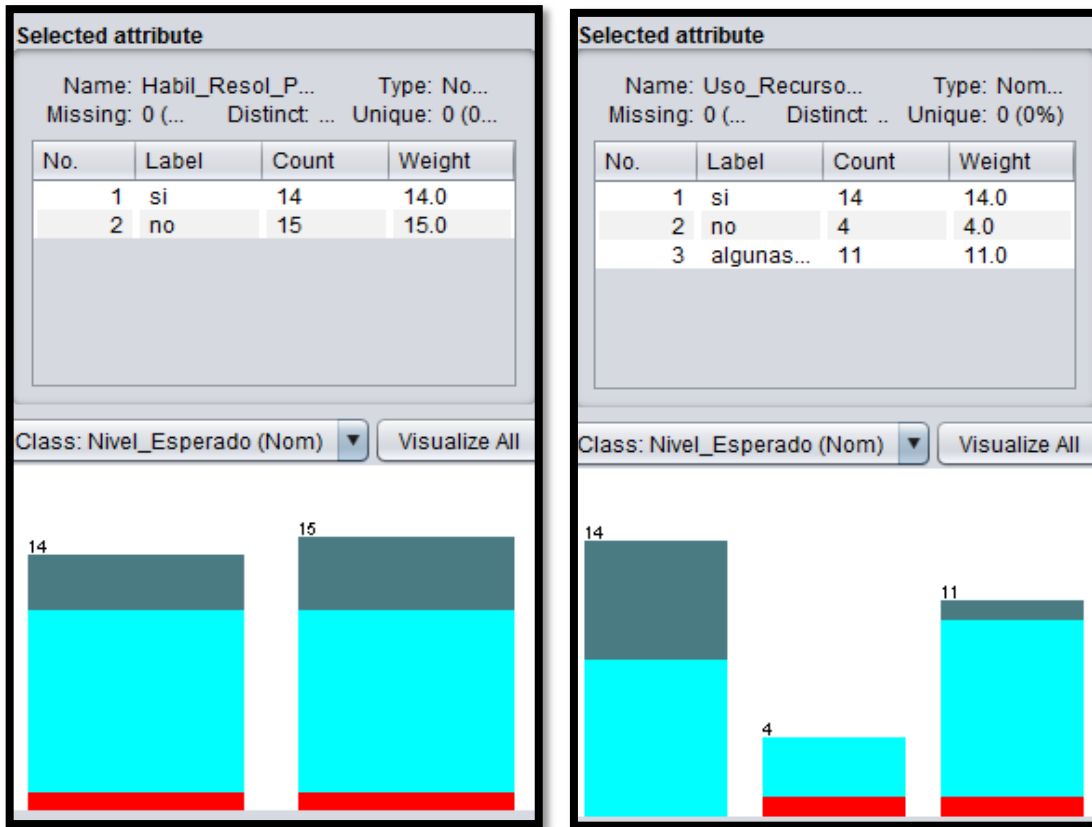 Selected attribute
Name: Habil_Resol_P... Type: No...
Missing: 0 (... Distinct: ... Unique: 0 (0...
No. Label Count Weight
1 si 14 14.0
2 no 15 15.0
Class: Nivel_Esperado (Nom) Visualize All
14
15
Selected attribute
Name: Uso_Recurso... Type: Nom...
Missing: 0 (... Distinct: .. Unique: 0 (0%)
No. Label Count Weight
1 si 14 14.0
2 no 4 4.0
3 algunas... 11 11.0
Class: Nivel_Esperado (Nom) Visualize All
14
4
11